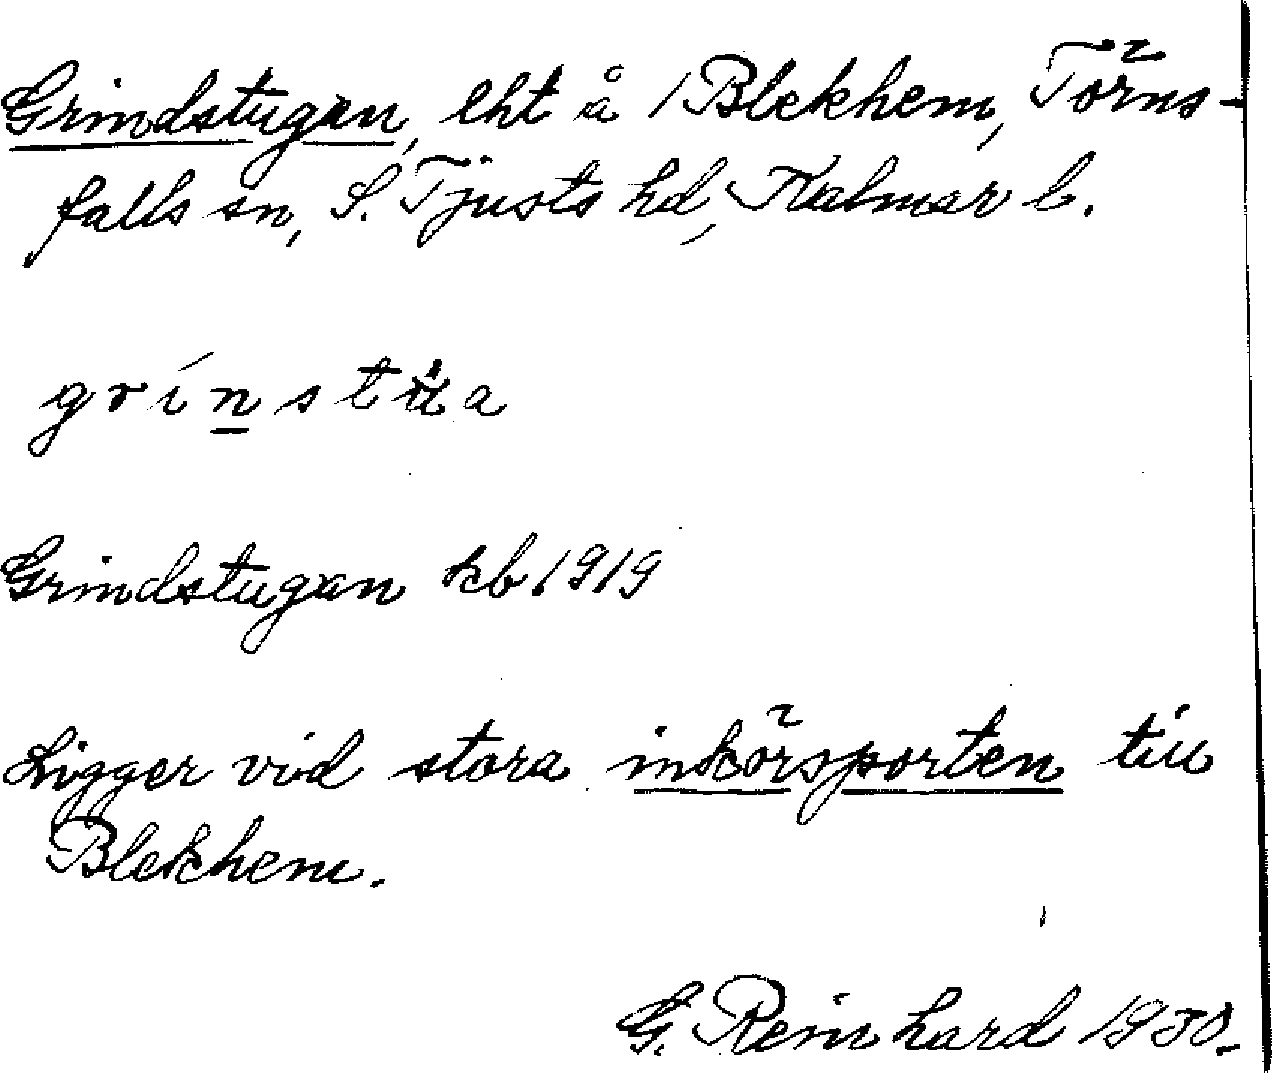 Grindstugan, lht å 1 Blekhem, Törns-
falls sn, S. Tjusts hd, Kalmar l.
grínstüa
Grindstugan kb 1919
Ligger vid stora inkörsporten till
Blekhem.
G. Reinhard 1930.